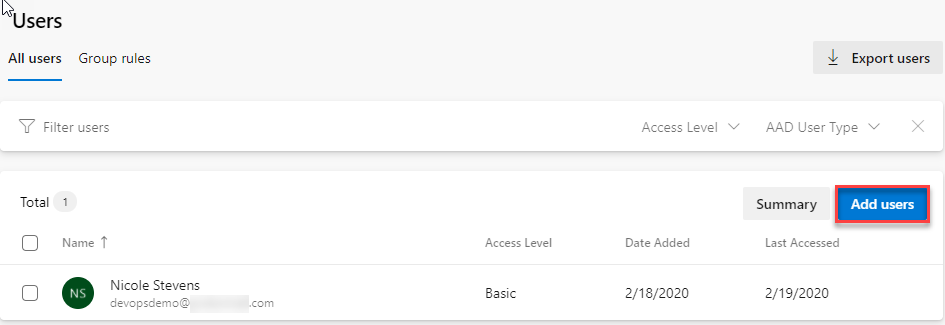 Users
All users Group rules
Export users
Filter users Access Level AAD User Type
Total 1 Summary Add users
Name Access Level Date Added Last Accessed
NS Nicole Stevens Basic 2/18/2020 2/19/2020
devopsdemo@ .com